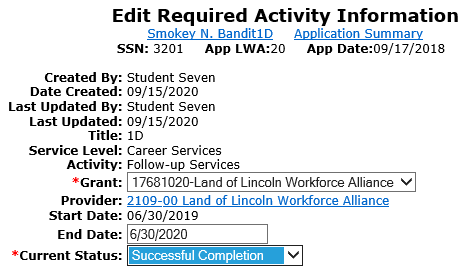 Edit Required Activity Information
Smokey N. Bandit1D Application Summary
SSN: 3201 App LWA:20 App Date:09/17/2018
Created By: Student Seven
Date Created: 09/15/2020
Last Updated By: Student Seven
Last Updated: 09/15/2020
Title: 1D
Service Level: Career Services
Activity: Follow-up Services
*Grant: 17681020-Land of Lincoln Workforce Alliance
Provider: 2109-00 Land of Lincoln Workforce Alliance
Start Date: 06/30/2019
End Date: 6/30/2020
*Current Status: Successful Completion